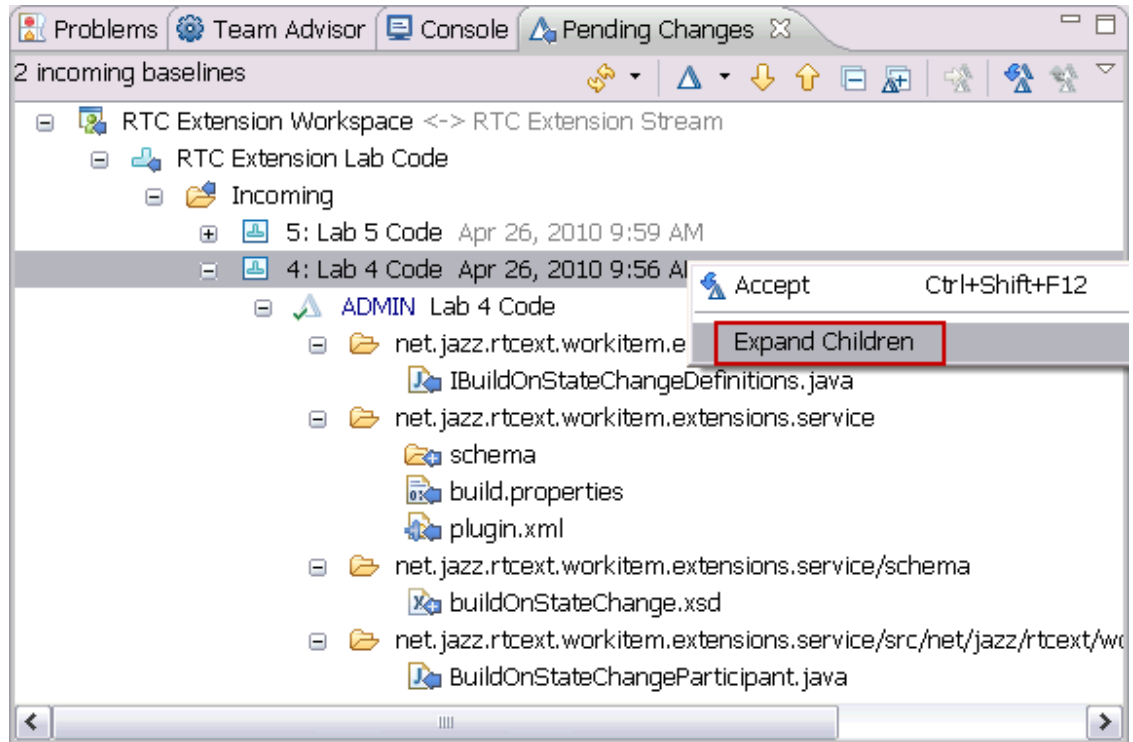 Problems Team Advisor Console Pending Changes
2 incoming baselines
RTC Extension Workspace <-> RTC Extension Stream
RTC Extension Lab Code
Incoming
5: Lab 5 Code Apr 26, 2010 9:59 AM
4: Lab 4 Code Apr 26, 2010 9:56 A
Accept Ctrl+Shift+F12
ADMIN Lab 4 Code
Expand Children
net.jazz.rtcext.workitem.e
IBuildOnStateChangeDefinitions.java
net.jazz.rtcext.workitem.extensions.service
schema
build.properties
plugin.xml
net.jazz.rtcext.workitem.extensions.service/schema
buildOnStateChange.xsd
net.jazz.rtcext.workitem.extensions.service/src/net/jazz/rtcext/wo
BuildOnStateChangeParticipant.java